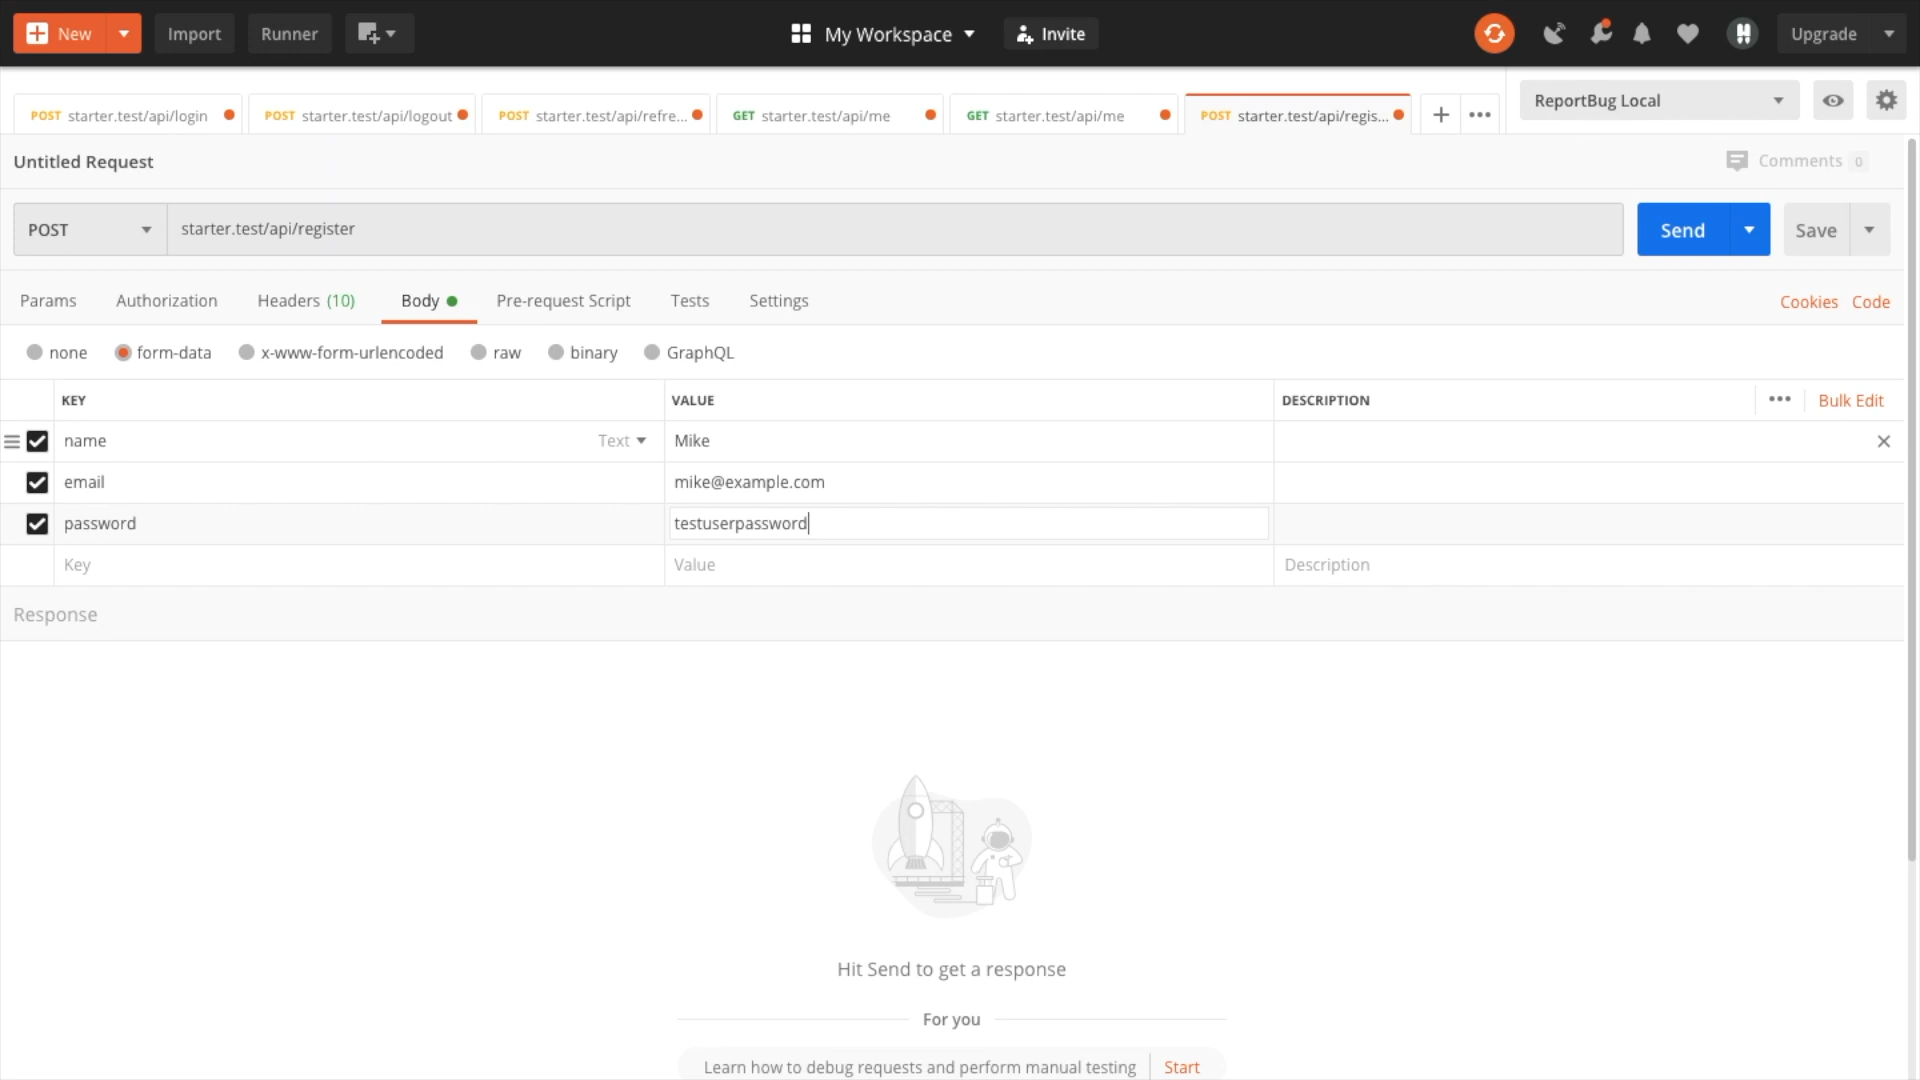 New Import Runner My Workspace Invite Upgrade
POST starter.test/api/login POST starter.test/api/logout POST starter.test/api/refre... GET starter.test/api/me GET starter.test/api/me POST starter.test/api/regis... ReportBug Local
Untitled Request Comments 0
POST starter.test/api/register Send Save
Params Authorization Headers (10) Body Pre-request Script Tests Settings Cookies Code
none form-data x-www-form-urlencoded raw binary GraphQL
KEY VALUE DESCRIPTION Bulk Edit
name Text Mike
email mike@example.com
password testuserpassword
Key Value Description
Response
Hit Send to get a response
For you
Learn how to debug requests and perform manual testing Start